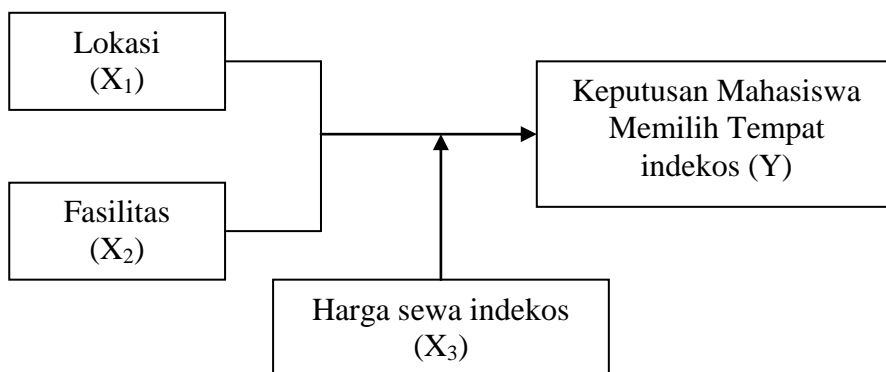 Lokasi
(X₁)
Keputusan Mahasiswa
Memilih Tempat
indekos (Y)
Fasilitas
(X₂)
Harga sewa indekos
(X₃)